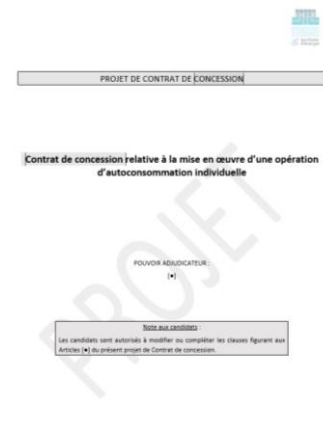 PROJET DE CONTRAT DE CONCESSION
Contrat de concession relative à la mise en œuvre d'une opération
d'autoconsommation individuelle
POUVOIR ADJUDICATEUR :
[●]
Note aux candidats :
Les candidats sont autorisés à modifier ou compléter les clauses figurant aux
Articles [●] du présent projet de Contrat de concession.
PROJET